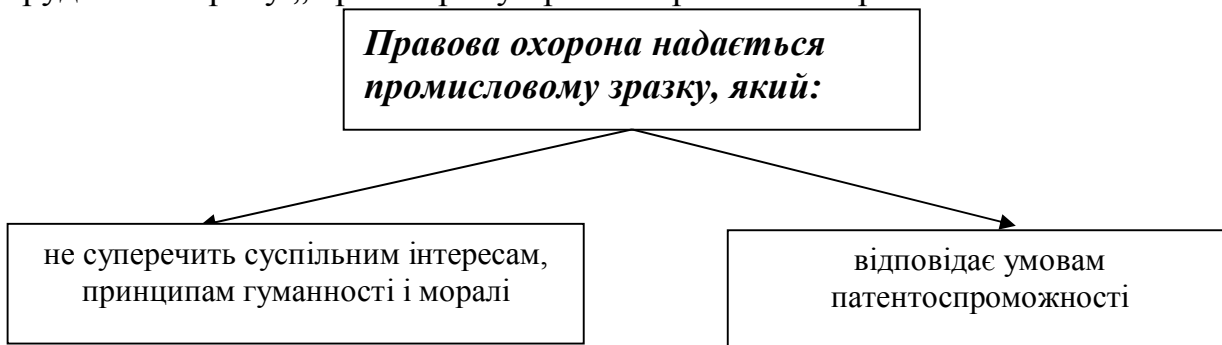 Правова охорона надається
промисловому зразку, який:
не суперечить суспільним інтересам,
принципам гуманності і моралі
відповідає умовам
патентоспроможності